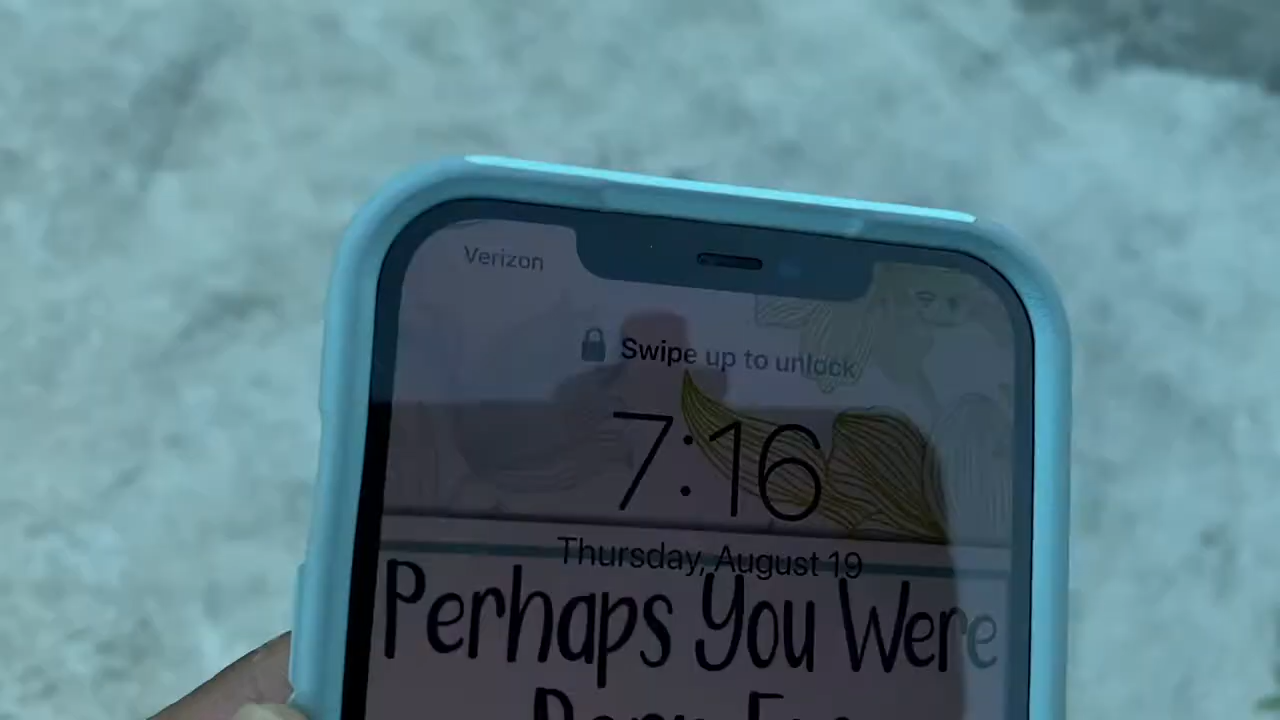 Verizon
Swipe up to unlock
7:16
Thursday, August 19
Perhaps You Were